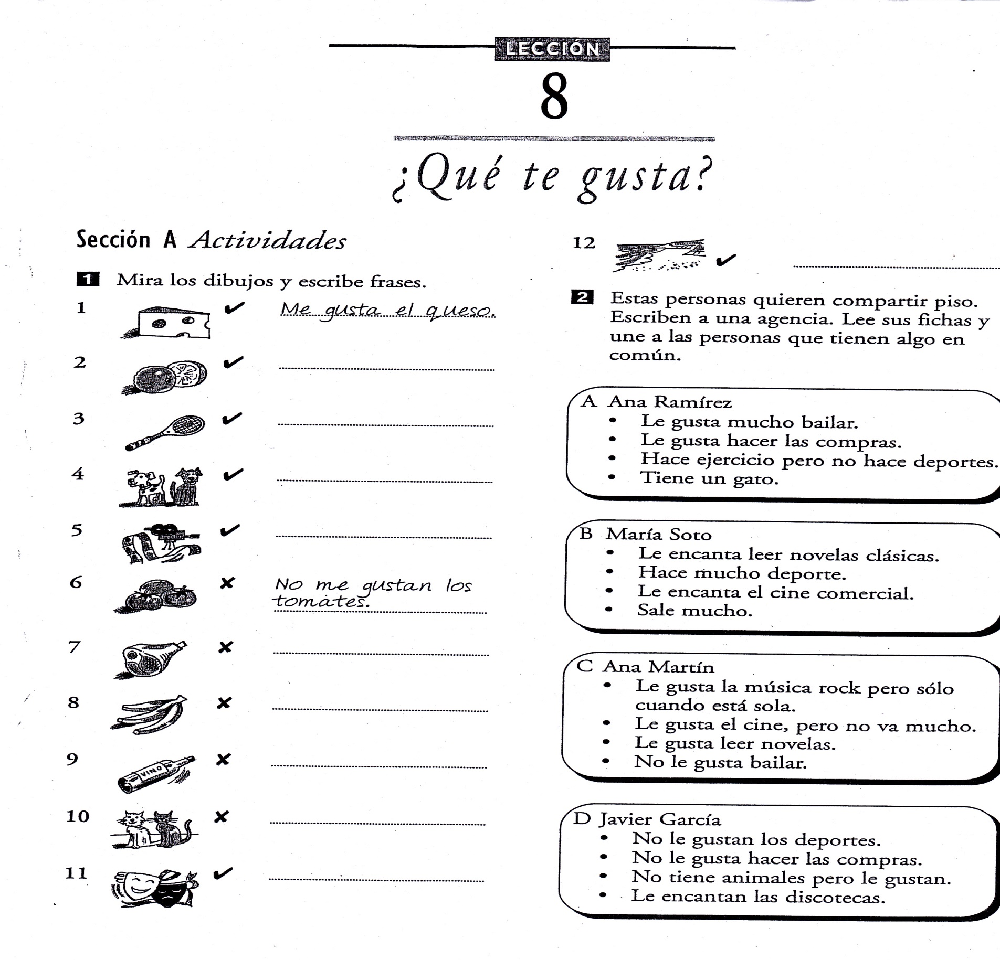 LECCIÓN
8
¿Qué te gusta?
Sección A Actividades
1 Mira los dibujos y escribe frases.
1 ✔ Me gusta el queso.
2 ✔
3 ✔
4 ✔
5 ✔
6 ✘ No me gustan los
tomates.
7 ✘
8 ✘
9 VINO ✘
10 ✘
11 ✔
12 ✔
2 Estas personas quieren compartir piso.
Escriben a una agencia. Lee sus fichas y
une a las personas que tienen algo en
común.
A Ana Ramírez
• Le gusta mucho bailar.
• Le gusta hacer las compras.
• Hace ejercicio pero no hace deportes.
• Tiene un gato.
B María Soto
• Le encanta leer novelas clásicas.
• Hace mucho deporte.
• Le encanta el cine comercial.
• Sale mucho.
C Ana Martín
• Le gusta la música rock pero sólo
cuando está sola.
• Le gusta el cine, pero no va mucho.
• Le gusta leer novelas.
• No le gusta bailar.
D Javier García
• No le gustan los deportes.
• No le gusta hacer las compras.
• No tiene animales pero le gustan.
• Le encantan las discotecas.